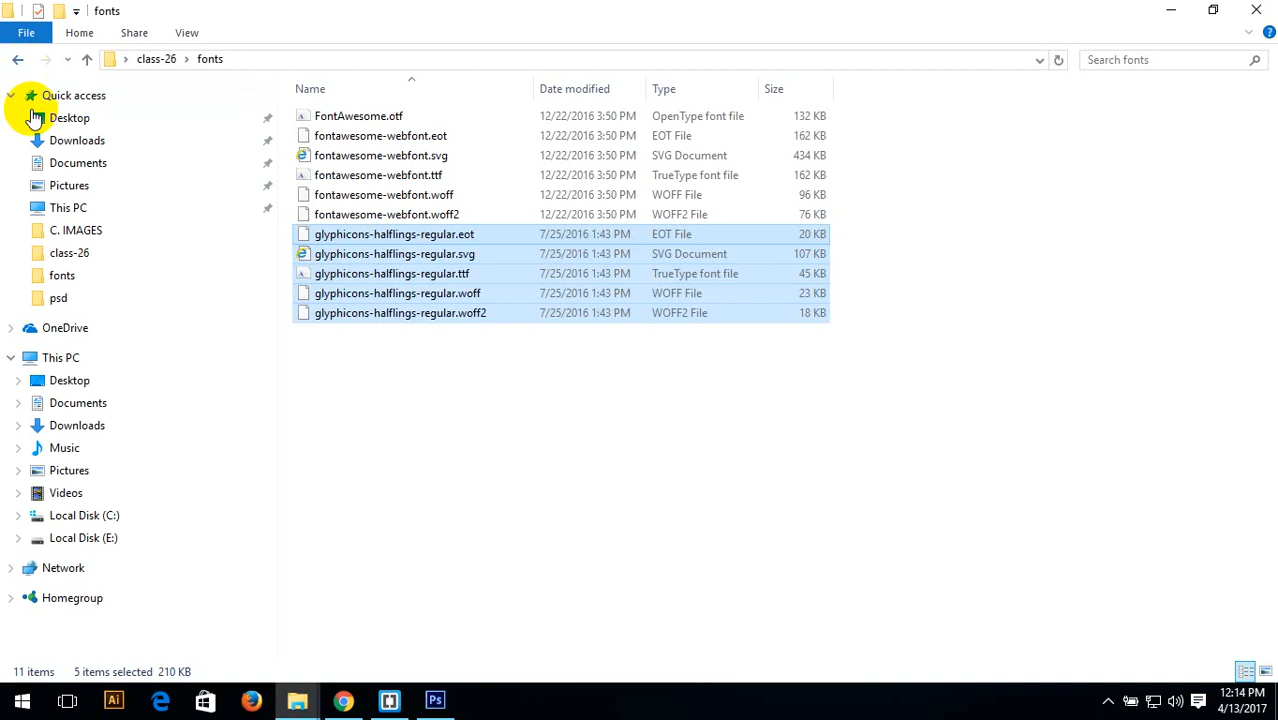 fonts
File Home Share View
class-26 fonts Search fonts
Name Date modified Type Size
Quick access
Desktop
Downloads
Documents
Pictures
This PC
C. IMAGES
class-26
fonts
psd
OneDrive
This PC
Desktop
Documents
Downloads
Music
Pictures
Videos
Local Disk (C:)
Local Disk (E:)
Network
Homegroup
FontAwesome.otf 12/22/2016 3:50 PM OpenType font file 132 KB
fontawesome-webfont.eot 12/22/2016 3:50 PM EOT File 162 KB
fontawesome-webfont.svg 12/22/2016 3:50 PM SVG Document 434 KB
fontawesome-webfont.ttf 12/22/2016 3:50 PM TrueType font file 162 KB
fontawesome-webfont.woff 12/22/2016 3:50 PM WOFF File 96 KB
fontawesome-webfont.woff2 12/22/2016 3:50 PM WOFF2 File 76 KB
glyphicons-halflings-regular.eot 7/25/2016 1:43 PM EOT File 20 KB
glyphicons-halflings-regular.svg 7/25/2016 1:43 PM SVG Document 107 KB
glyphicons-halflings-regular.ttf 7/25/2016 1:43 PM TrueType font file 45 KB
glyphicons-halflings-regular.woff 7/25/2016 1:43 PM WOFF File 23 KB
glyphicons-halflings-regular.woff2 7/25/2016 1:43 PM WOFF2 File 18 KB
11 items 5 items selected 210 KB
Ai Ps
12:14 PM
4/13/2017